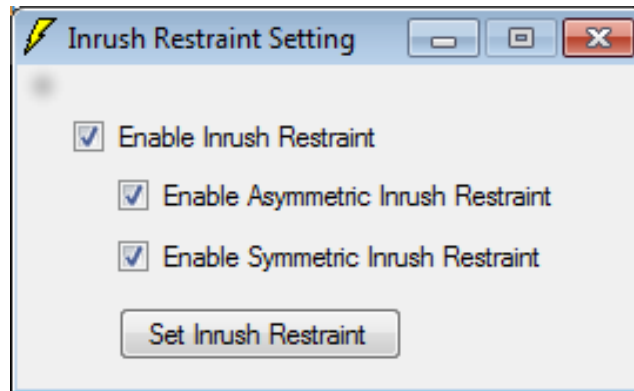 Inrush Restraint Setting
Enable Inrush Restraint
Enable Asymmetric Inrush Restraint
Enable Symmetric Inrush Restraint
Set Inrush Restraint